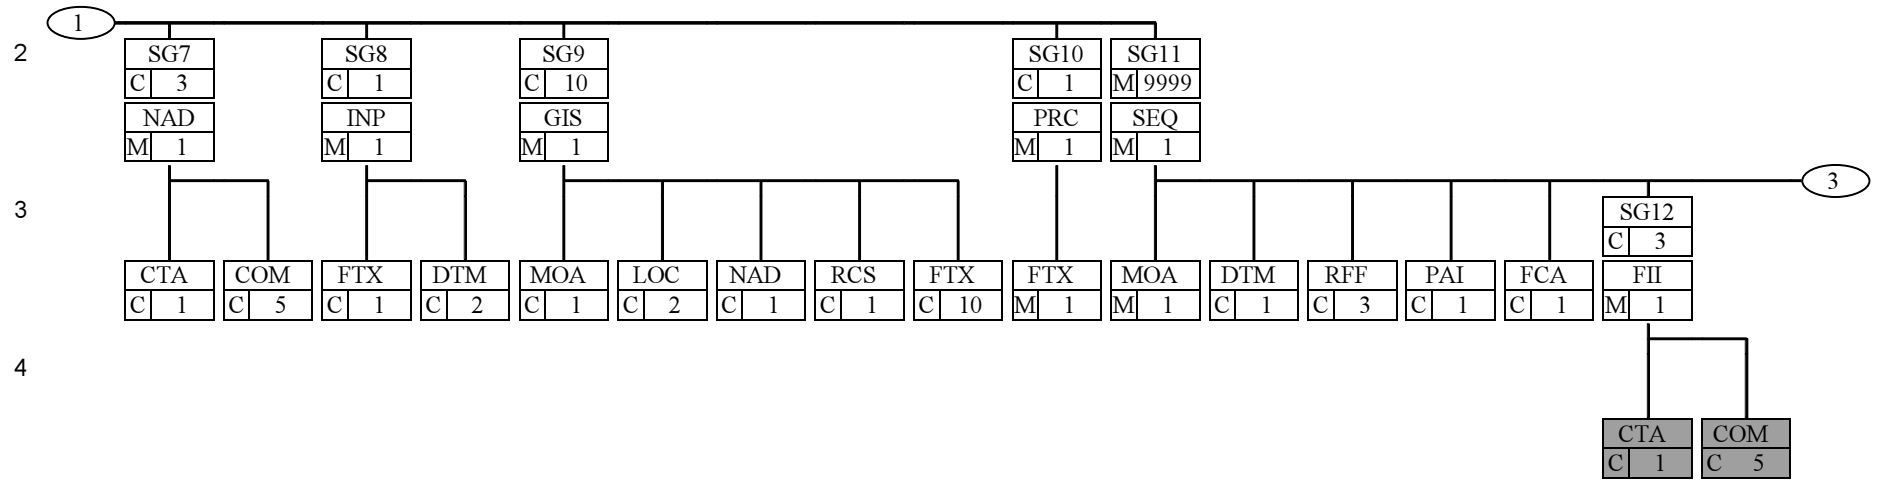 1
2
SG7 SG8 SG9 SG10 SG11
C 3 C 1 C 10 C 1 M 9999
NAD INP GIS PRC SEQ
M 1 M 1 M 1 M 1 M 1
3
3
SG12
C 3
CTA COM FTX DTM MOA LOC NAD RCS FTX FTX MOA DTM RFF PAI FCA FII
C 1 C 5 C 1 C 2 C 1 C 2 C 1 C 1 C 10 M 1 M 1 C 1 C 3 C 1 C 1 M 1
4
CTA COM
C 1 C 5